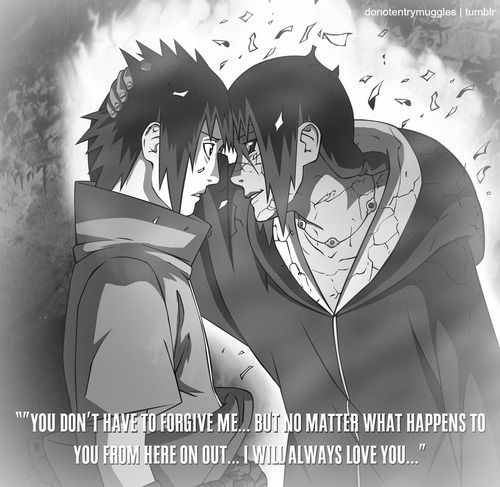 donotentrymuggles | tumblr
""YOU DON'T HAVE TO FORGIVE ME... BUT NO MATTER WHAT HAPPENS TO
YOU FROM HERE ON OUT... I WILL ALWAYS LOVE YOU..."